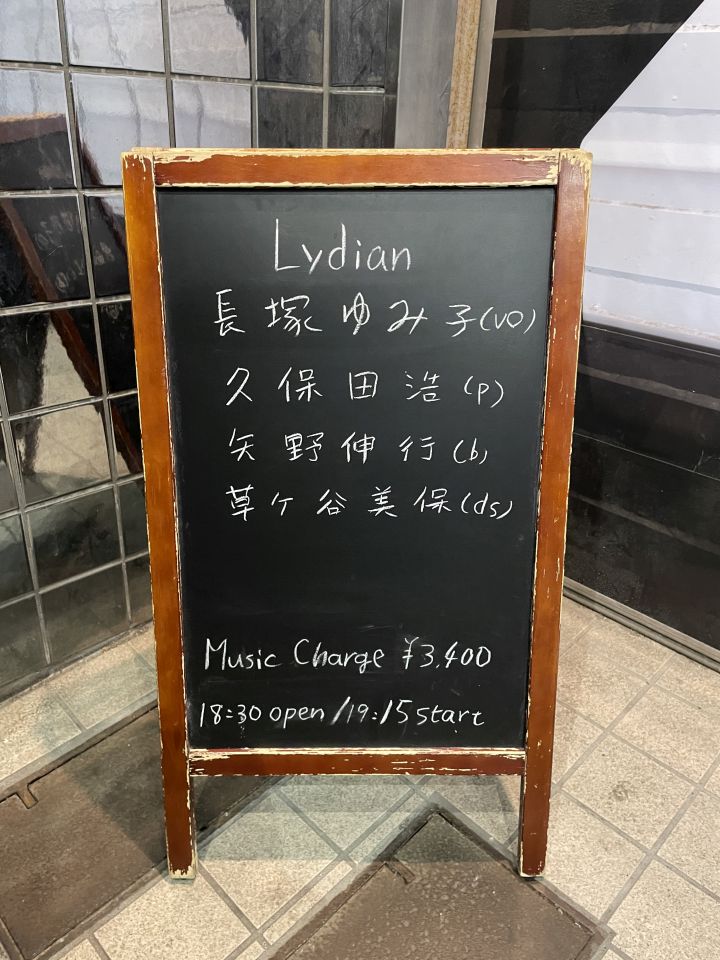 Lydian
長塚ゆみ子(vo)
久保田浩(p)
矢野伸行(b)
草ケ谷美保(ds)
Music Charge ¥3,400
18:30 open/19:15 start